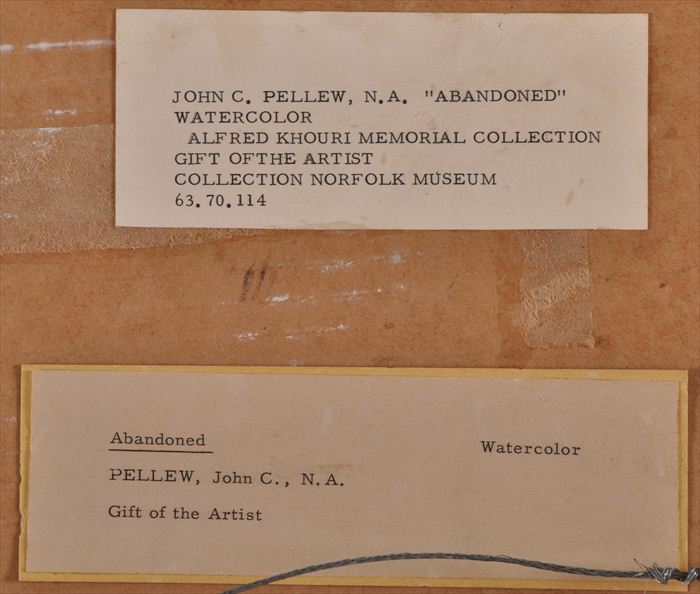 JOHN C. PELLEW, N.A. "ABANDONED"
WATERCOLOR
ALFRED KHOURI MEMORIAL COLLECTION
GIFT OFTHE ARTIST
COLLECTION NORFOLK MUSEUM
63.70.114
Abandoned
Watercolor
PELLEW, John C., N.A.
Gift of the Artist